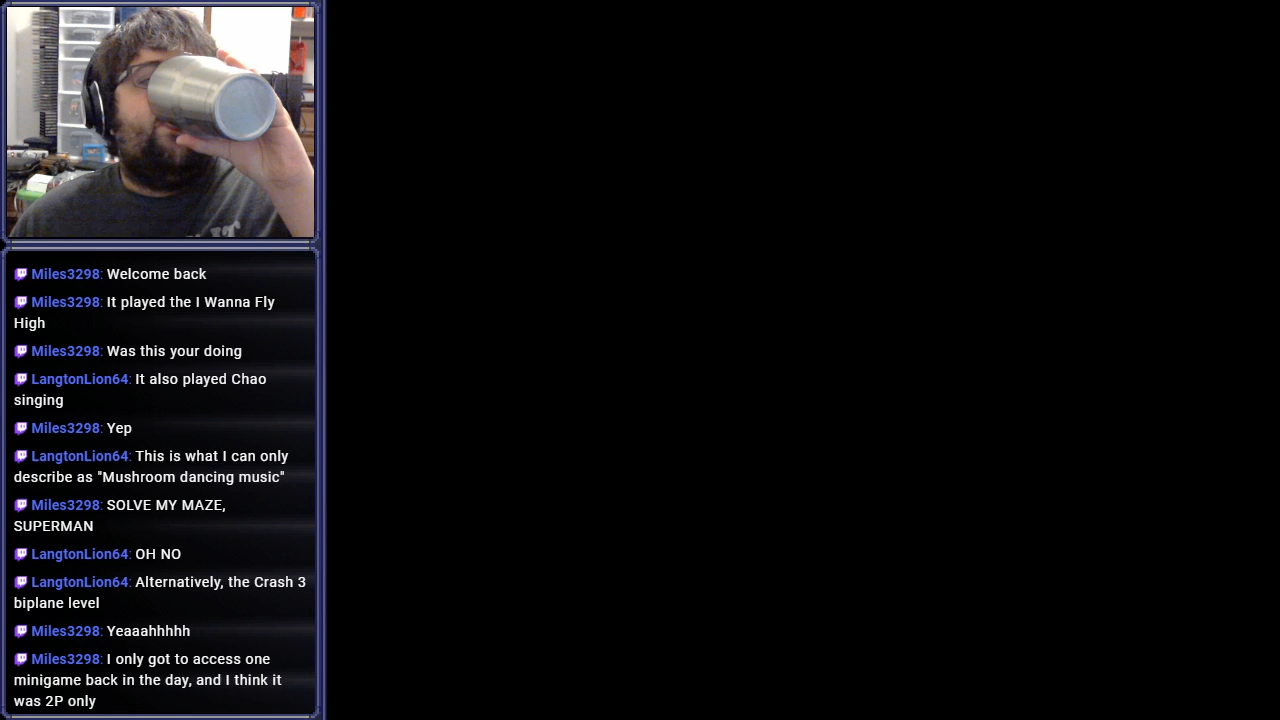 Miles3298: Welcome back
Miles3298: It played the I Wanna Fly
High
Miles3298: Was this your doing
LangtonLion64: It also played Chao
singing
Miles3298: Yep
LangtonLion64: This is what I can only
describe as "Mushroom dancing music"
Miles3298: SOLVE MY MAZE,
SUPERMAN
LangtonLion64: OH NO
LangtonLion64: Alternatively, the Crash 3
biplane level
Miles3298: Yeaaahhhhh
Miles3298: I only got to access one
minigame back in the day, and I think it
was 2P only